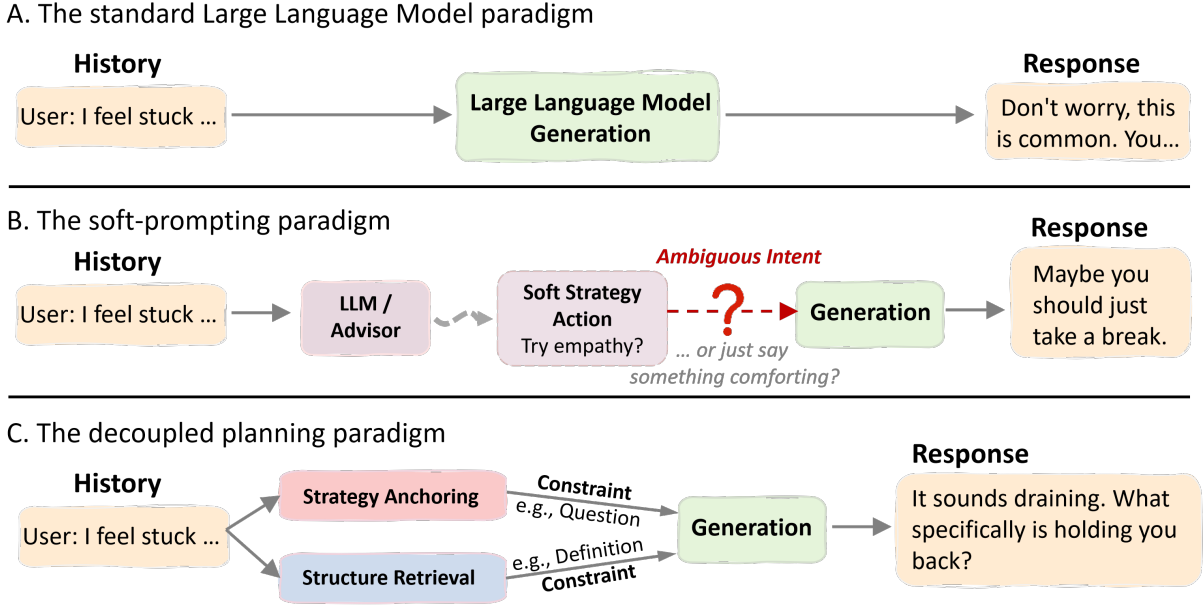 A. The standard Large Language Model paradigm
History
User: I feel stuck ...
Large Language Model
Generation
Response
Don't worry, this
is common. You...
B. The soft-prompting paradigm
History
User: I feel stuck ...
LLM /
Advisor
Soft Strategy
Action
Try empathy?
Ambiguous Intent
?
... or just say
something comforting?
Generation
Response
Maybe you
should just
take a break.
C. The decoupled planning paradigm
History
User: I feel stuck ...
Strategy Anchoring
Structure Retrieval
Constraint
e.g., Question
e.g., Definition
Constraint
Generation
Response
It sounds draining. What
specifically is holding you
back?